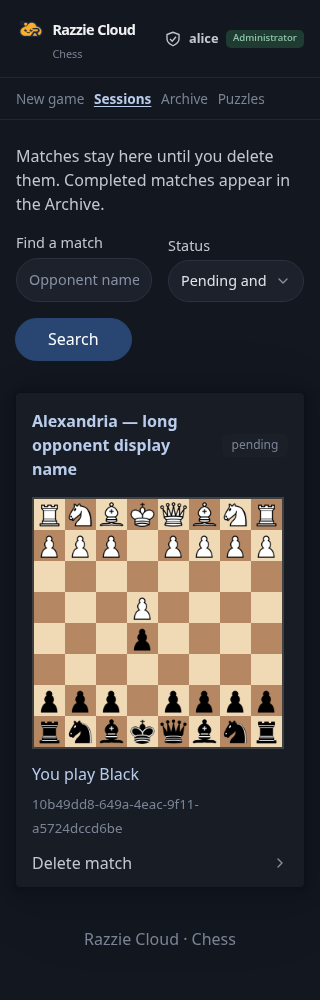 Razzie Cloud
Chess
alice Administrator
New game Sessions Archive Puzzles
Matches stay here until you delete
them. Completed matches appear in
the Archive.
Find a match
Status
Opponent name
Pending and
Search
Alexandria — long
opponent display
name
pending
You play Black
10b49dd8-649a-4eac-9f11-
a5724dccd6be
Delete match
Razzie Cloud · Chess